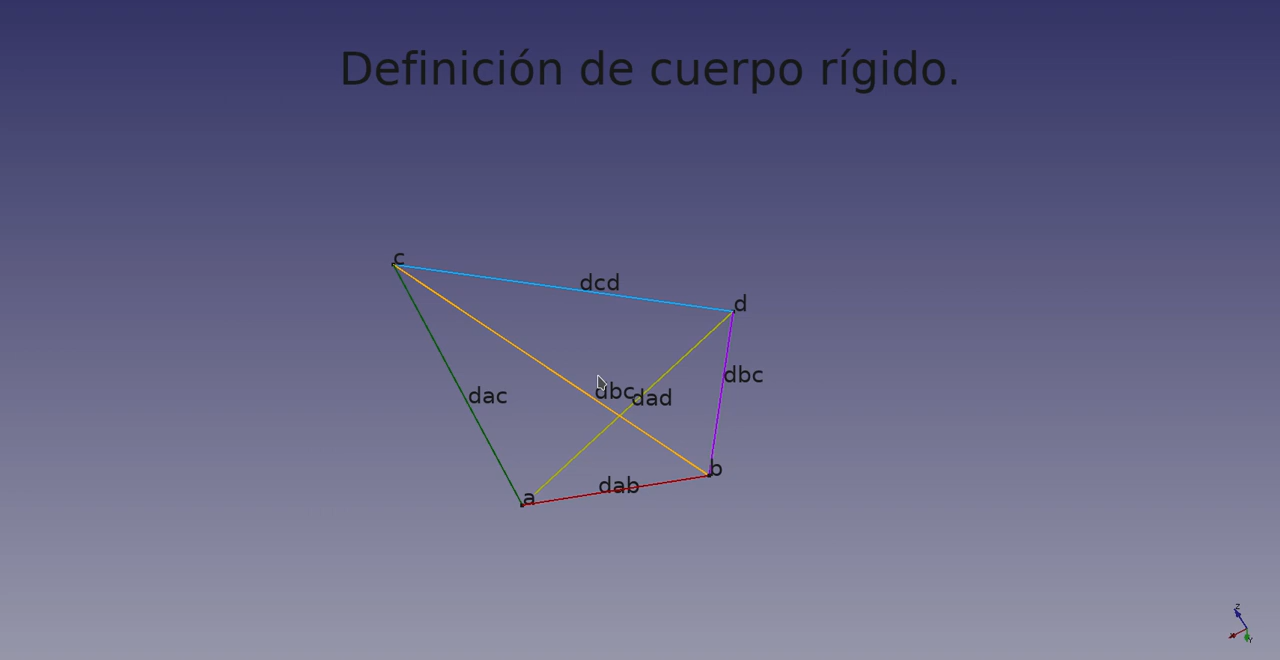 Definición de cuerpo rígido.
c
dcd
d
dbc
dac
dbc
dad
b
dab
a
z
x
Y